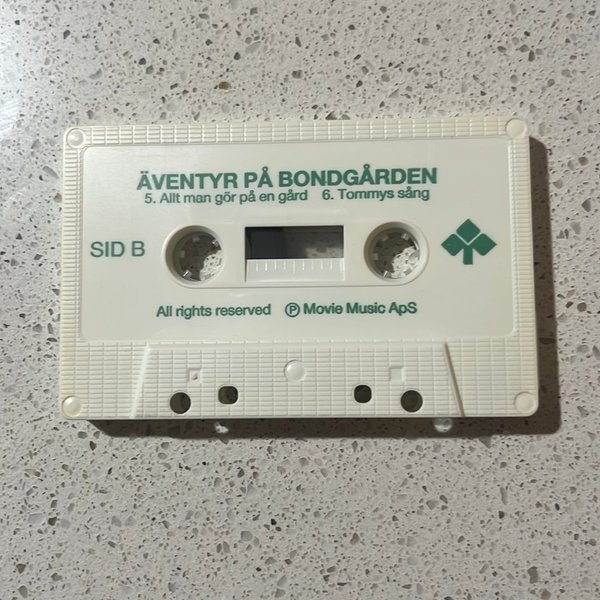 ÄVENTYR PÅ BONDGÅRDEN
5. Allt man gör på en gård 6. Tommys sång
SID B
All rights reserved ℗ Movie Music ApS